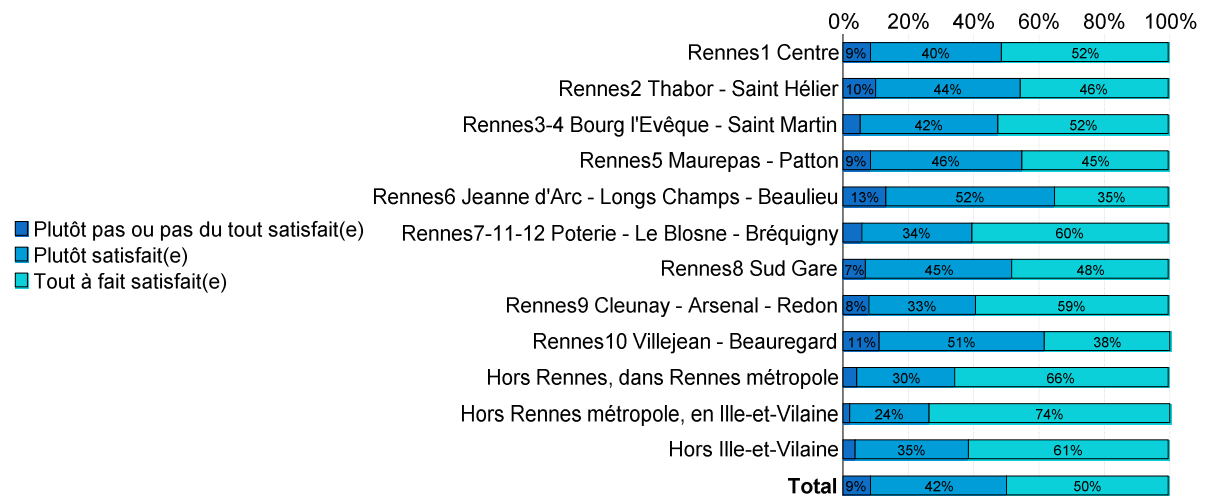 0% 20% 40% 60% 80% 100%
Rennes1 Centre 9% 40% 52%
Rennes2 Thabor - Saint Hélier 10% 44% 46%
Rennes3-4 Bourg l'Evêque - Saint Martin 42% 52%
Rennes5 Maurepas - Patton 9% 46% 45%
Rennes6 Jeanne d'Arc - Longs Champs - Beaulieu 13% 52% 35%
Plutôt pas ou pas du tout satisfait(e)
Plutôt satisfait(e)
Tout à fait satisfait(e)
Rennes7-11-12 Poterie - Le Blosne - Bréquigny 34% 60%
Rennes8 Sud Gare 7% 45% 48%
Rennes9 Cleunay - Arsenal - Redon 8% 33% 59%
Rennes10 Villejean - Beauregard 11% 51% 38%
Hors Rennes, dans Rennes métropole 30% 66%
Hors Rennes métropole, en Ille-et-Vilaine 24% 74%
Hors Ille-et-Vilaine 35% 61%
Total 9% 42% 50%